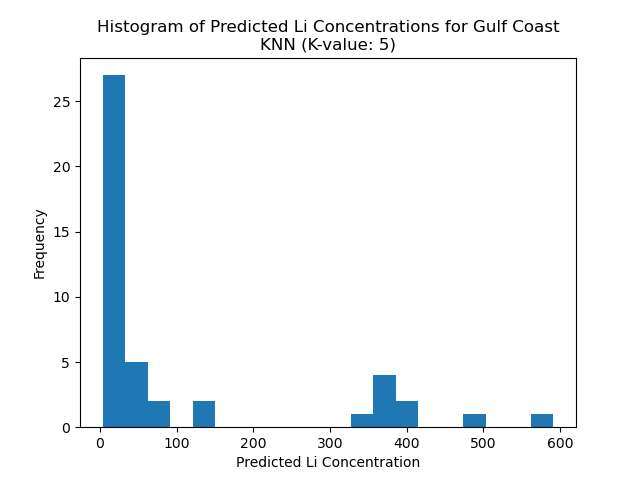 Histogram of Predicted Li Concentrations for Gulf Coast
KNN (K-value: 5)
25
20
15
10
5
0
Frequency
0 100 200 300 400 500 600
Predicted Li Concentration